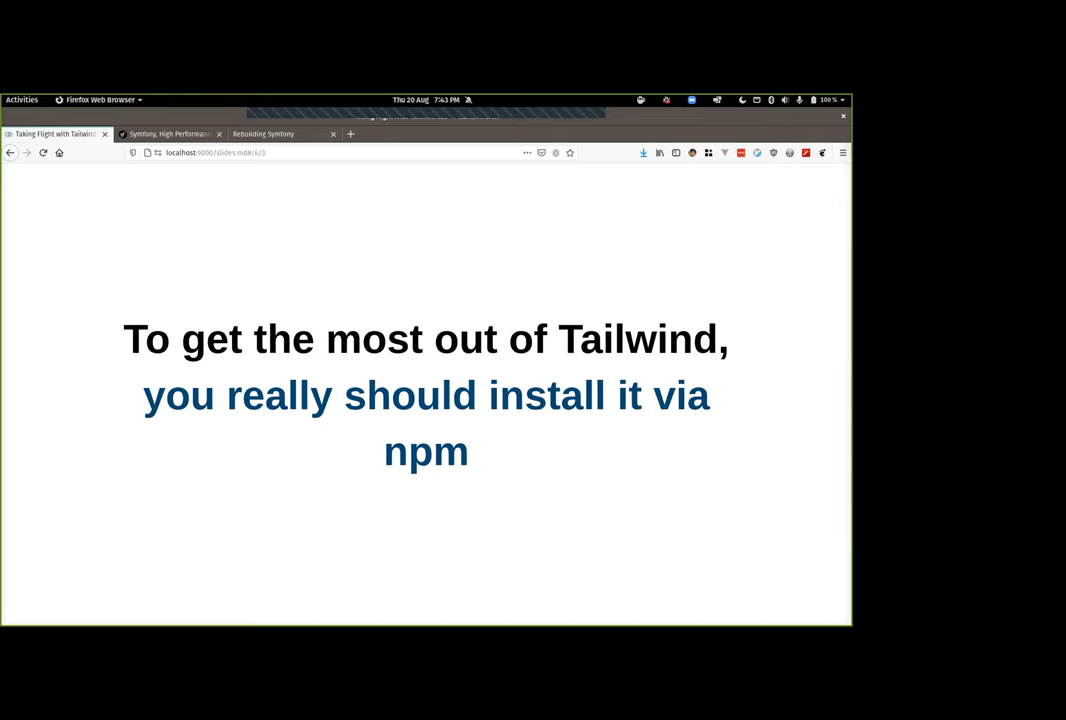 Activities Firefox Web Browser Thu 20 Aug 7:43 PM 100 %
Taking Flight with Tailwind Symfony, High Performanc Rebuilding Symfony
localhost:9000/slides.md#/6/3
To get the most out of Tailwind,
you really should install it via
npm